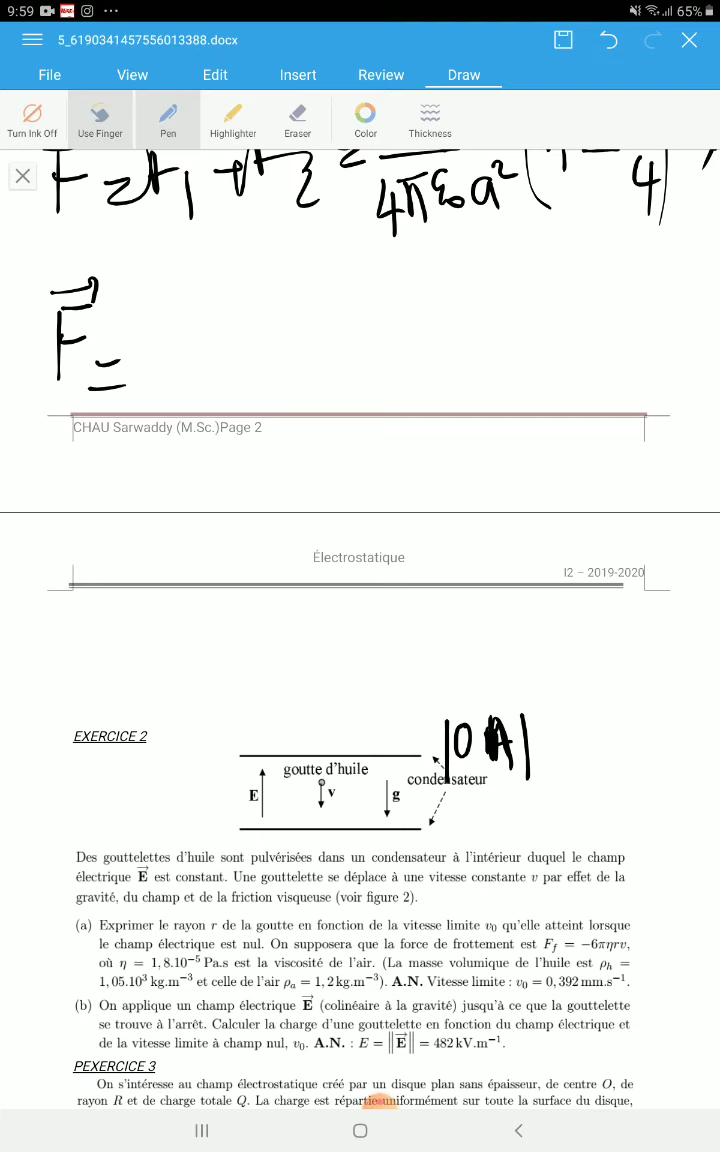 9:59 65%
5_6190341457556013388.docx
File View Edit Insert Review Draw
Turn Ink Off Use Finger Pen Highlighter Eraser Color Thickness
4πε₀a² 4
F =
CHAU Sarwaddy (M.Sc.)Page 2
Électrostatique
I2 – 2019-2020
EXERCICE 2
|OA|
goutte d'huile
condensateur
E v g
Des gouttelettes d'huile sont pulvérisées dans un condensateur à l'intérieur duquel le champ
électrique E est constant. Une gouttelette se déplace à une vitesse constante v par effet de la
gravité, du champ et de la friction visqueuse (voir figure 2).
(a) Exprimer le rayon r de la goutte en fonction de la vitesse limite v₀ qu'elle atteint lorsque
le champ électrique est nul. On supposera que la force de frottement est F_f = −6πηrv,
où η = 1,8.10⁻⁵ Pa.s est la viscosité de l'air. (La masse volumique de l'huile est ρ_h =
1,05.10³ kg.m⁻³ et celle de l'air ρ_a = 1,2 kg.m⁻³). A.N. Vitesse limite : v₀ = 0,392 mm.s⁻¹.
(b) On applique un champ électrique E (colinéaire à la gravité) jusqu'à ce que la gouttelette
se trouve à l'arrêt. Calculer la charge d'une gouttelette en fonction du champ électrique et
de la vitesse limite à champ nul, v₀. A.N. : E = ||E|| = 482 kV.m⁻¹.
PEXERCICE 3
On s'intéresse au champ électrostatique créé par un disque plan sans épaisseur, de centre O, de
rayon R et de charge totale Q. La charge est répartie uniformément sur toute la surface du disque,